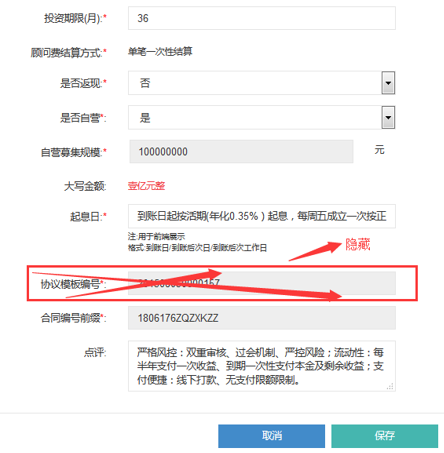 投资期限(月):* 36
顾问费结算方式:* 单笔一次性结算
是否返现:* 否
是否自营*: 是
自营募集规模:* 100000000 元
大写金额: 壹亿元整
起息日:* 到账日起按活期(年化0.35%）起息，每周五成立一次按正
注:用于前端展示
格式:到账日/到账后次日/到账后次工作日
隐藏
协议模板编号*:
合同编号前缀*: 1806176ZQZXKZZ
点评: 严格风控：双重审核、过会机制、严控风险；流动性：每
半年支付一次收益、到期一次性支付本金及剩余收益；支
付便捷：线下打款、无支付限额限制。
取消 保存